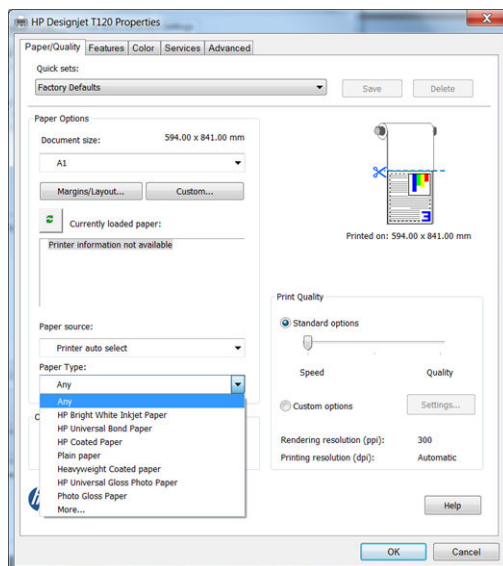 HP Designjet T120 Properties
Paper/Quality Features Color Services Advanced
Quick sets:
Factory Defaults Save Delete
Paper Options
Document size: 594.00 x 841.00 mm
A1
Margins/Layout... Custom...
Currently loaded paper:
Printer information not available
Printed on: 594.00 x 841.00 mm
Paper source:
Printer auto select
Paper Type:
Any
Any
HP Bright White Inkjet Paper
HP Universal Bond Paper
HP Coated Paper
Plain paper
Heavyweight Coated paper
HP Universal Gloss Photo Paper
Photo Gloss Paper
More...
Print Quality
Standard options
Speed Quality
Custom options Settings...
Rendering resolution (ppi): 300
Printing resolution (dpi): Automatic
Help
OK Cancel